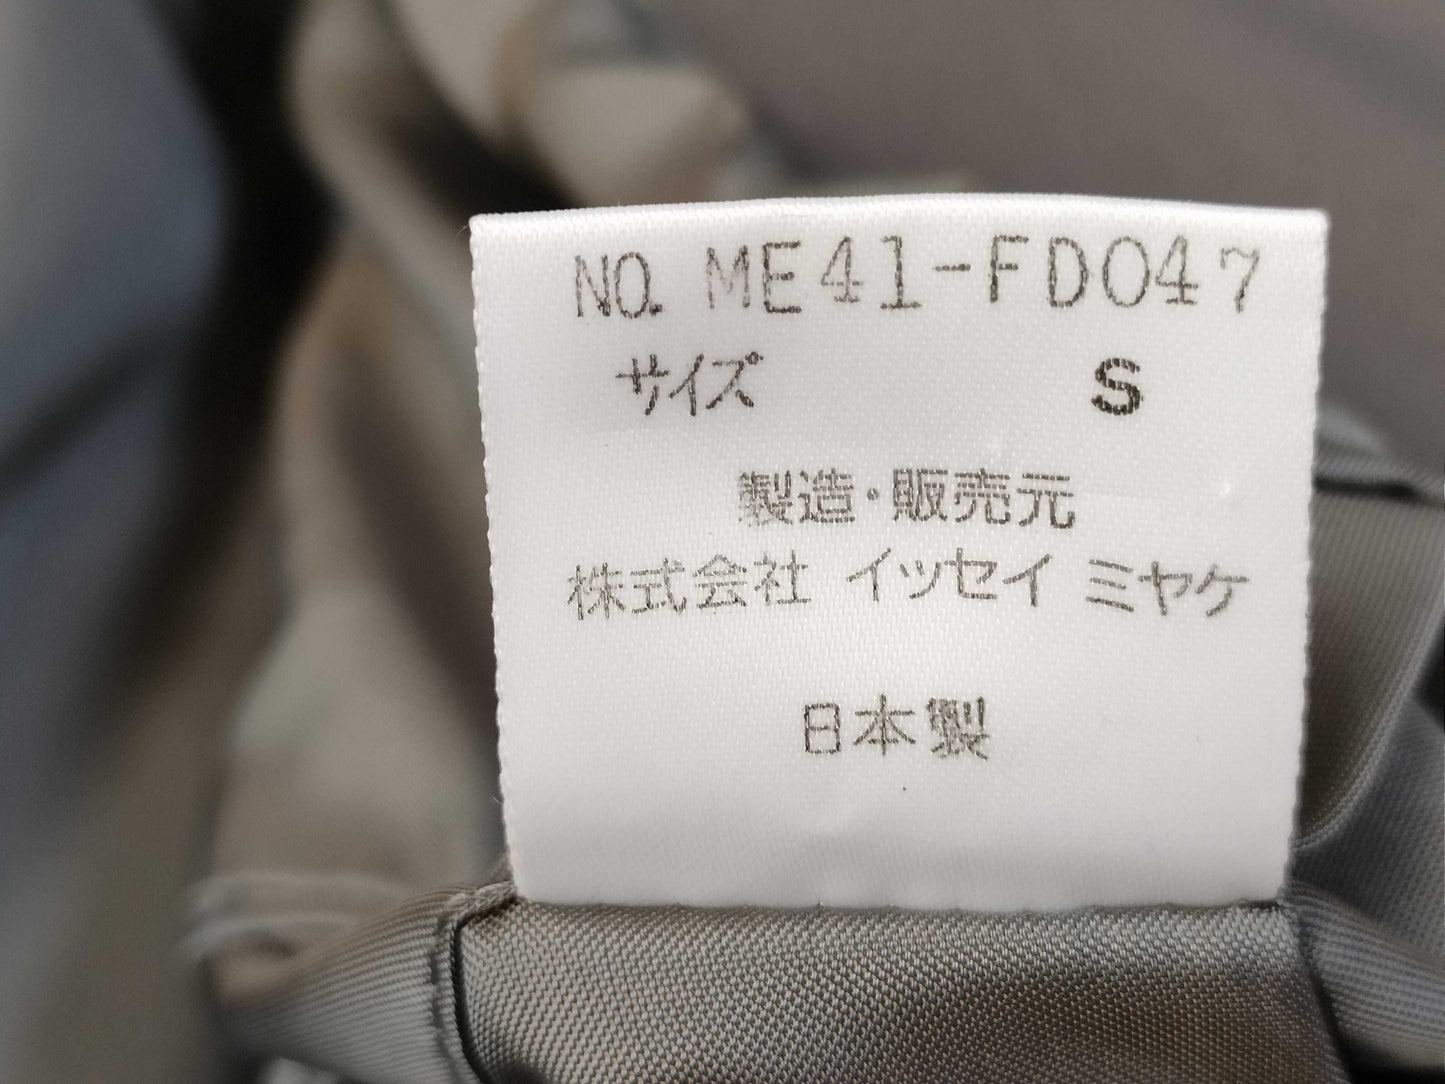 NO. ME41-FD047
サイズ S
製造・販売元
株式会社 イッセイ ミヤケ
日本製